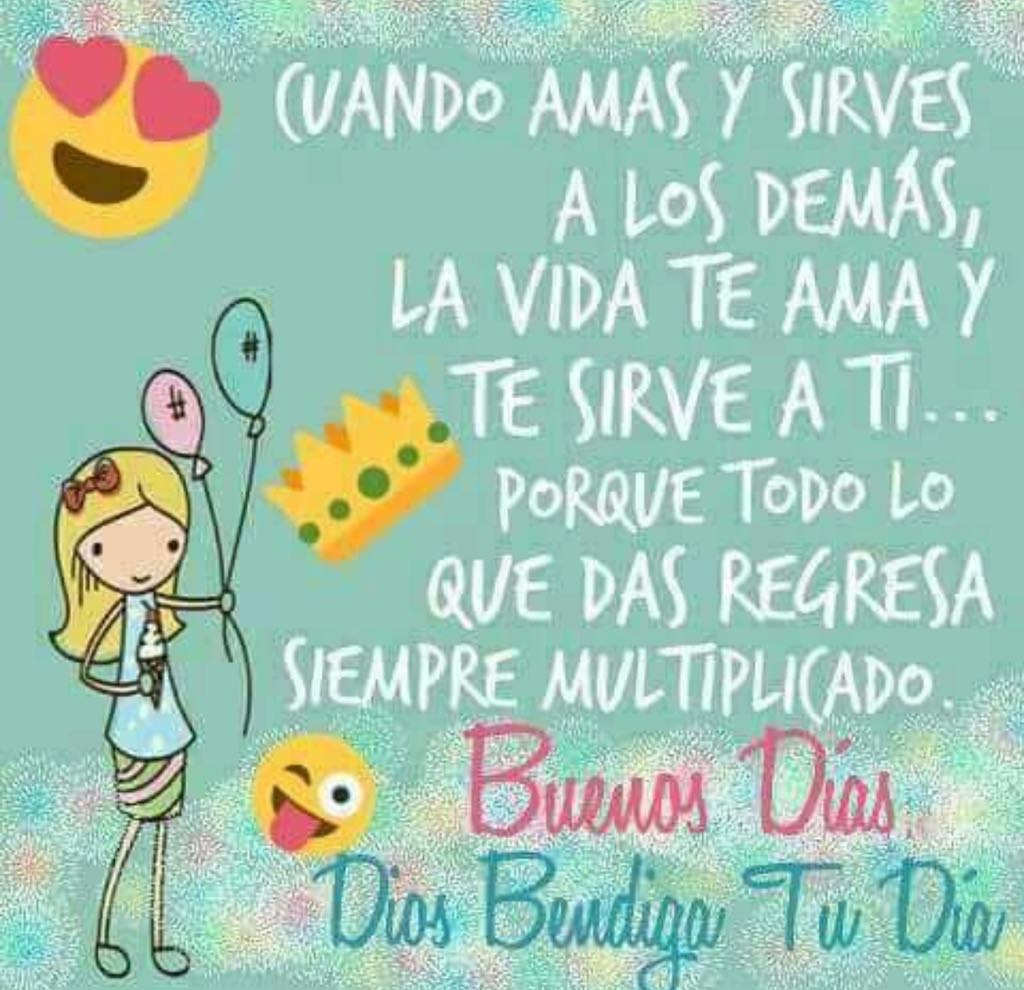 CUANDO AMAS Y SIRVES
A LOS DEMÁS,
LA VIDA TE AMA Y
TE SIRVE A TI...
PORQUE TODO LO
QUE DAS REGRESA
SIEMPRE MULTIPLICADO.
Buenos Días.
Dios Bendiga Tu Día
#
#